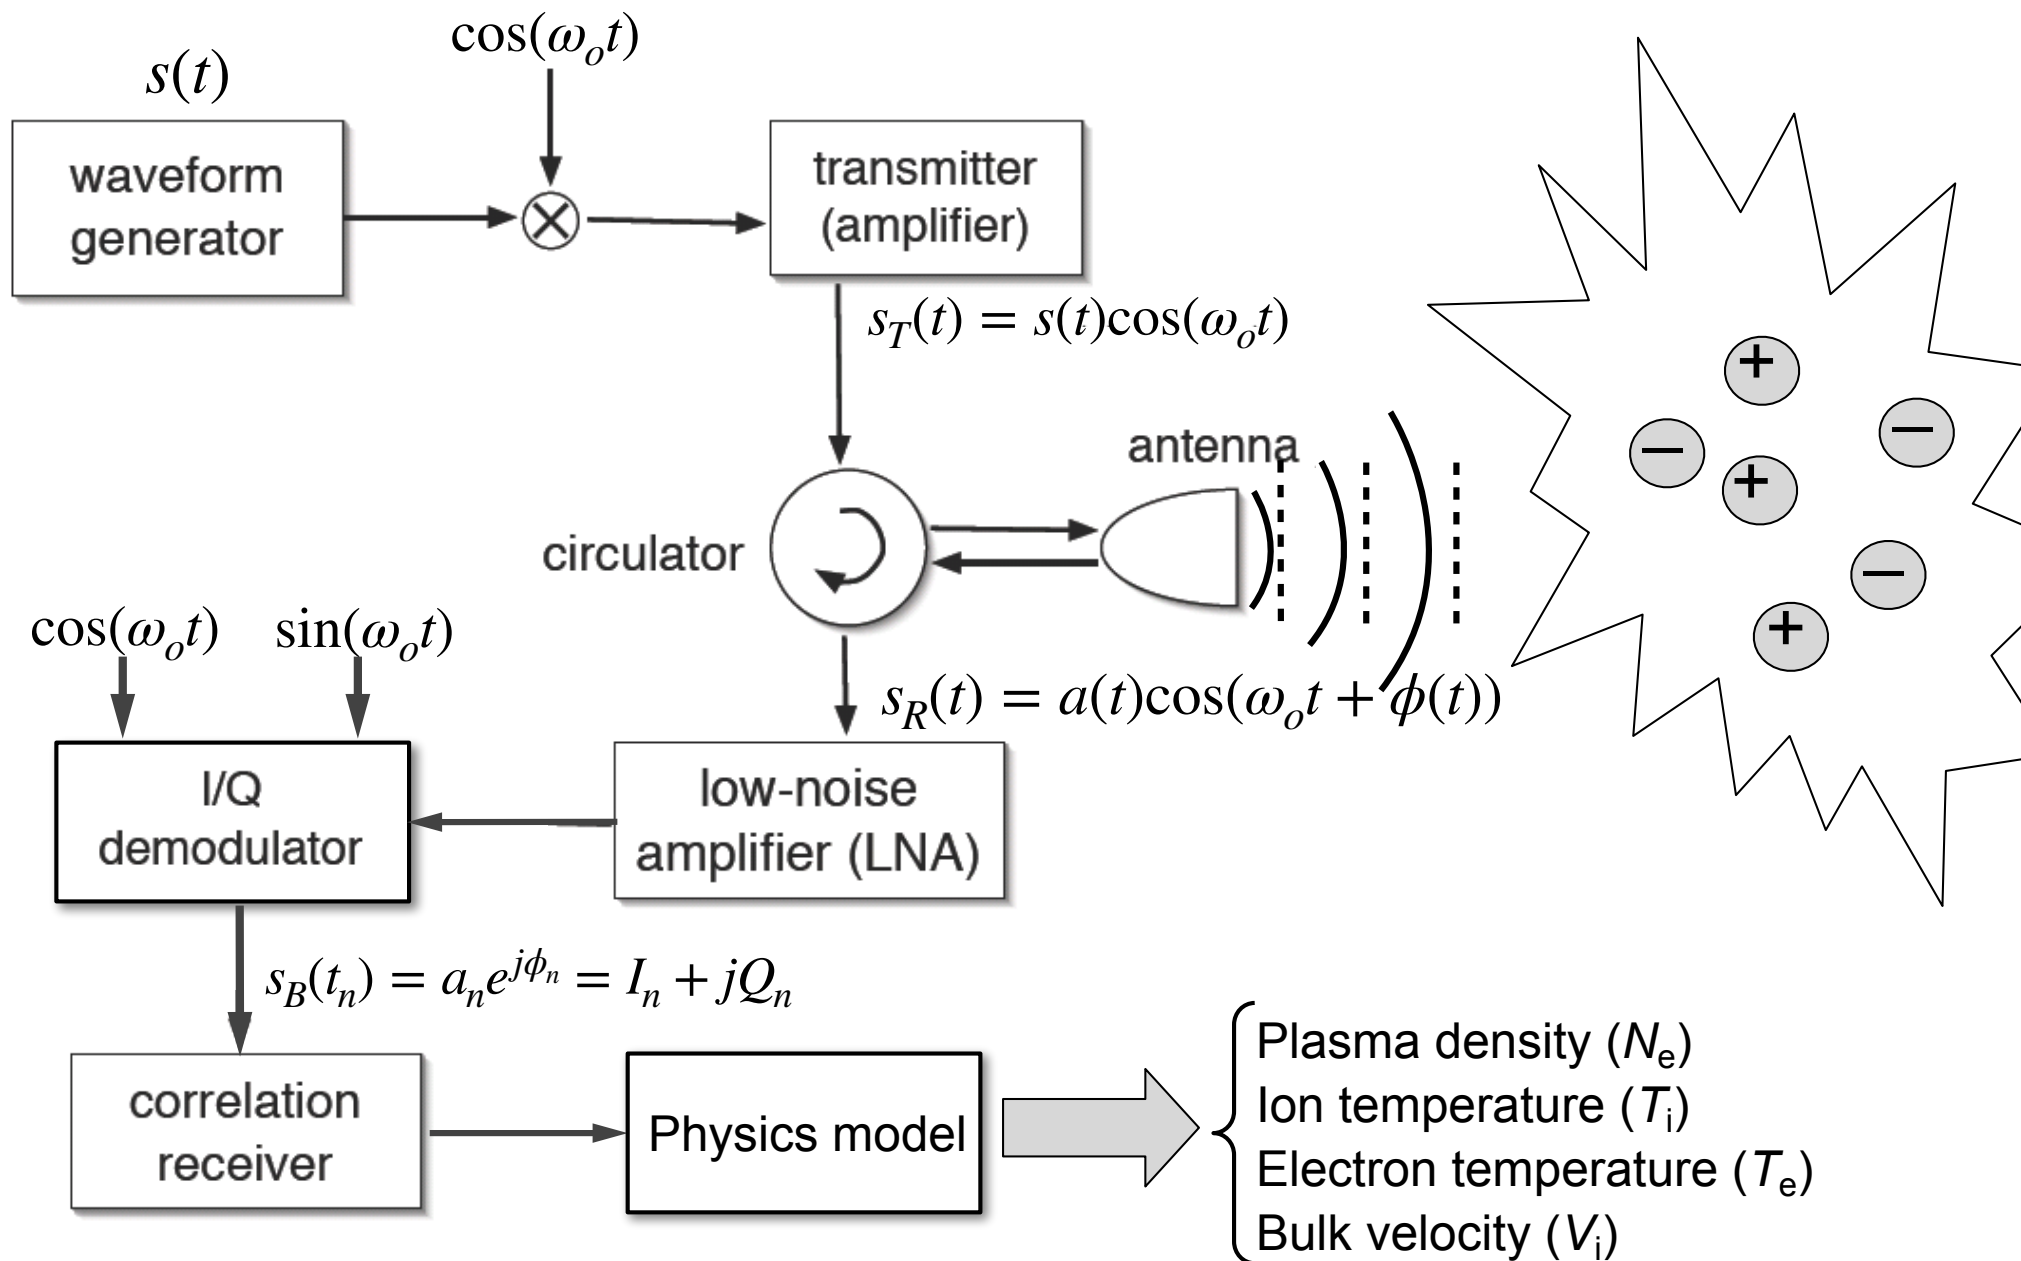 cos(ω_o t)
s(t)
waveform
generator
transmitter
(amplifier)
s_T(t) = s(t)cos(ω_o t)
+
−
−
+
−
+
antenna
circulator
cos(ω_o t)
sin(ω_o t)
s_R(t) = a(t)cos(ω_o t + ϕ(t))
I/Q
demodulator
low-noise
amplifier (LNA)
s_B(t_n) = a_n e^{jϕ_n} = I_n + jQ_n
correlation
receiver
Physics model
Plasma density (N_e)
Ion temperature (T_i)
Electron temperature (T_e)
Bulk velocity (V_i)